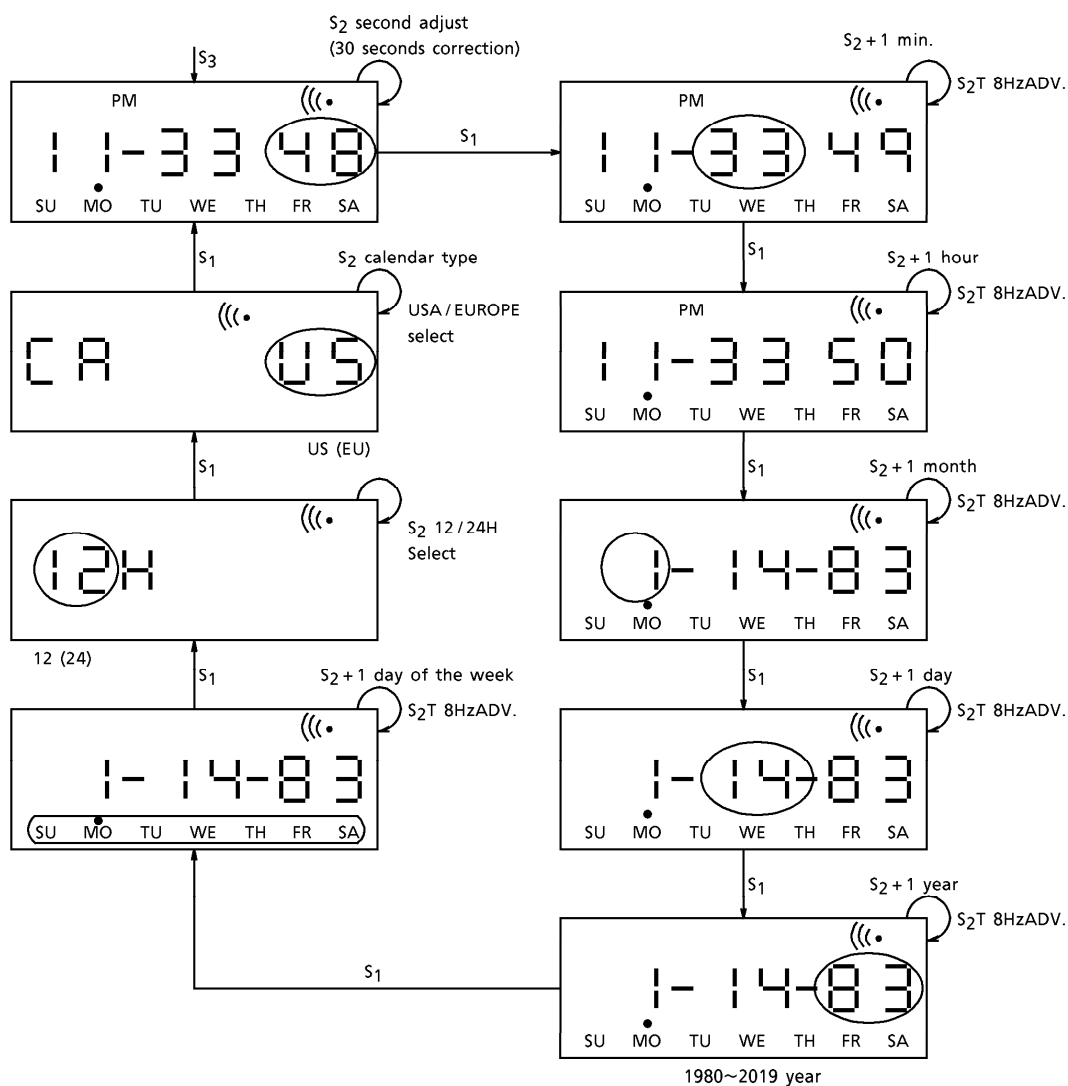 S2 second adjust
(30 seconds correction)
S3
PM
11-33 48
SU MO TU WE TH FR SA
S1
S2 + 1 min.
S2T 8HzADV.
PM
11-33 49
SU MO TU WE TH FR SA
S1
S2 calendar type
USA/EUROPE
select
CA US
US (EU)
S1
S2 + 1 hour
S2T 8HzADV.
PM
11-33 50
SU MO TU WE TH FR SA
S1
S2 12/24H
Select
12H
12 (24)
S1
S2 + 1 month
S2T 8HzADV.
1-14-83
SU MO TU WE TH FR SA
S1
S2 + 1 day of the week
S2T 8HzADV.
1-14-83
SU MO TU WE TH FR SA
S2 + 1 day
S2T 8HzADV.
1-14-83
SU MO TU WE TH FR SA
S1
S1
S2 + 1 year
S2T 8HzADV.
1-14-83
SU MO TU WE TH FR SA
1980~2019 year